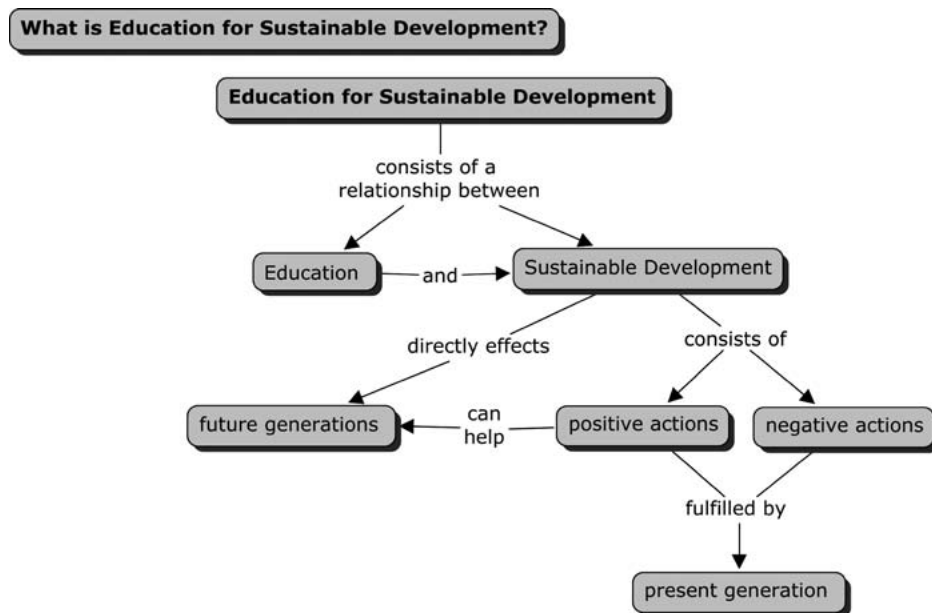 What is Education for Sustainable Development?
Education for Sustainable Development
consists of a
relationship between
Education
and
Sustainable Development
directly effects
consists of
future generations
can
help
positive actions
negative actions
fulfilled by
present generation